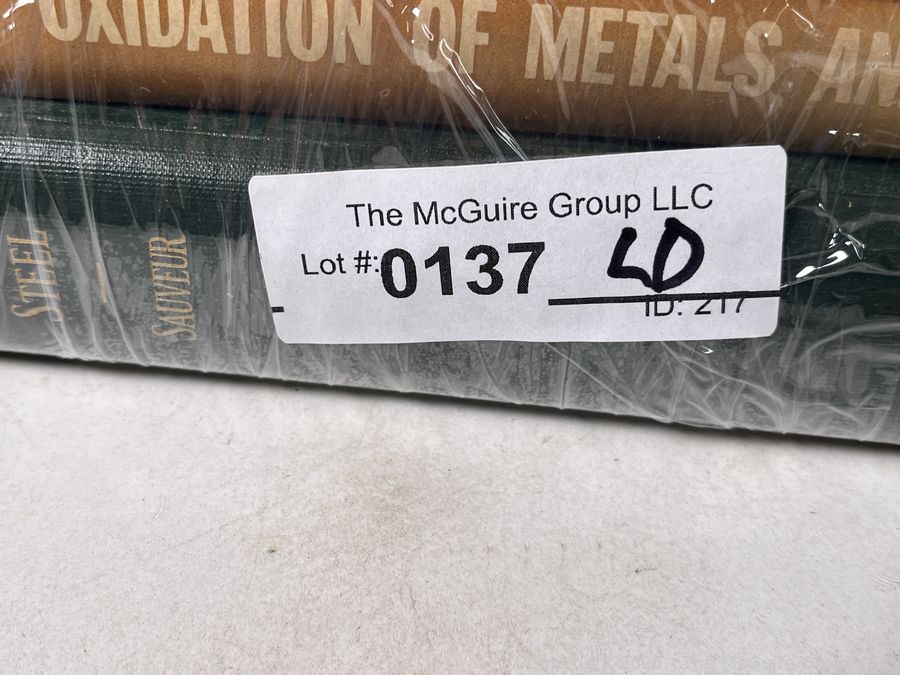 OXIDATION OF METALS AN
The McGuire Group LLC
Lot #: 0137 LD
ID: 217
STEEL
SAUVEUR